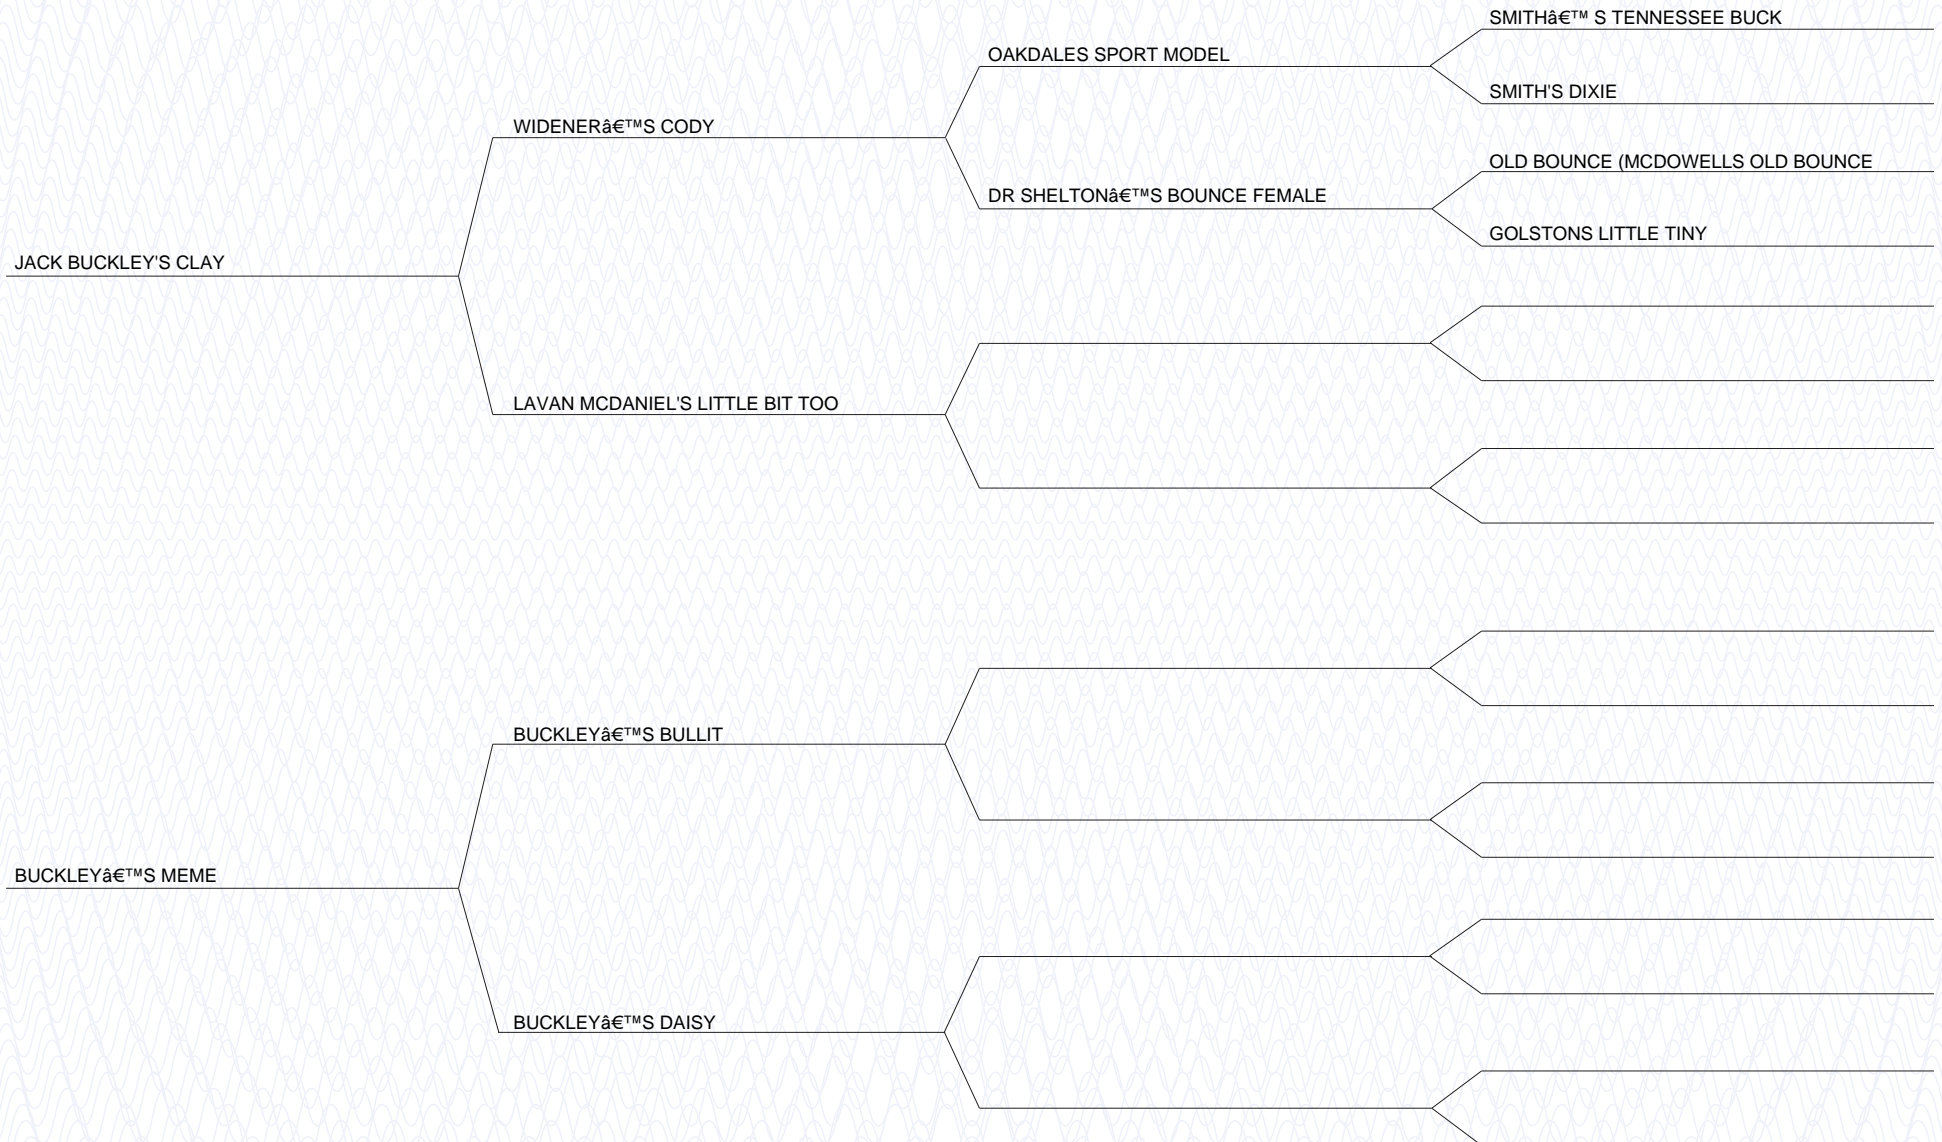 SMITHâ€™ S TENNESSEE BUCK
OAKDALES SPORT MODEL
SMITH'S DIXIE
WIDENERâ€™S CODY
OLD BOUNCE (MCDOWELLS OLD BOUNCE
DR SHELTONâ€™S BOUNCE FEMALE
GOLSTONS LITTLE TINY
JACK BUCKLEY'S CLAY
LAVAN MCDANIEL'S LITTLE BIT TOO
BUCKLEYâ€™S BULLIT
BUCKLEYâ€™S MEME
BUCKLEYâ€™S DAISY